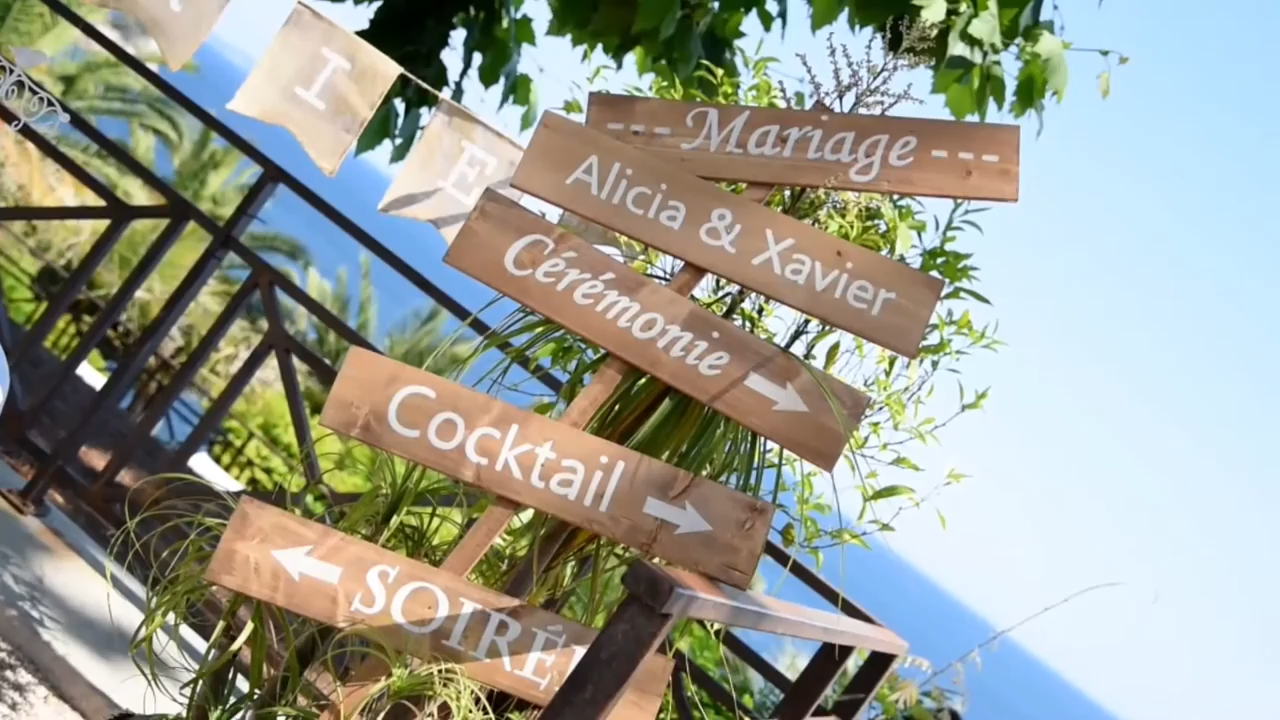 I
E
--- Mariage ---
Alicia & Xavier
Cérémonie →
Cocktail →
← SOIRÉ